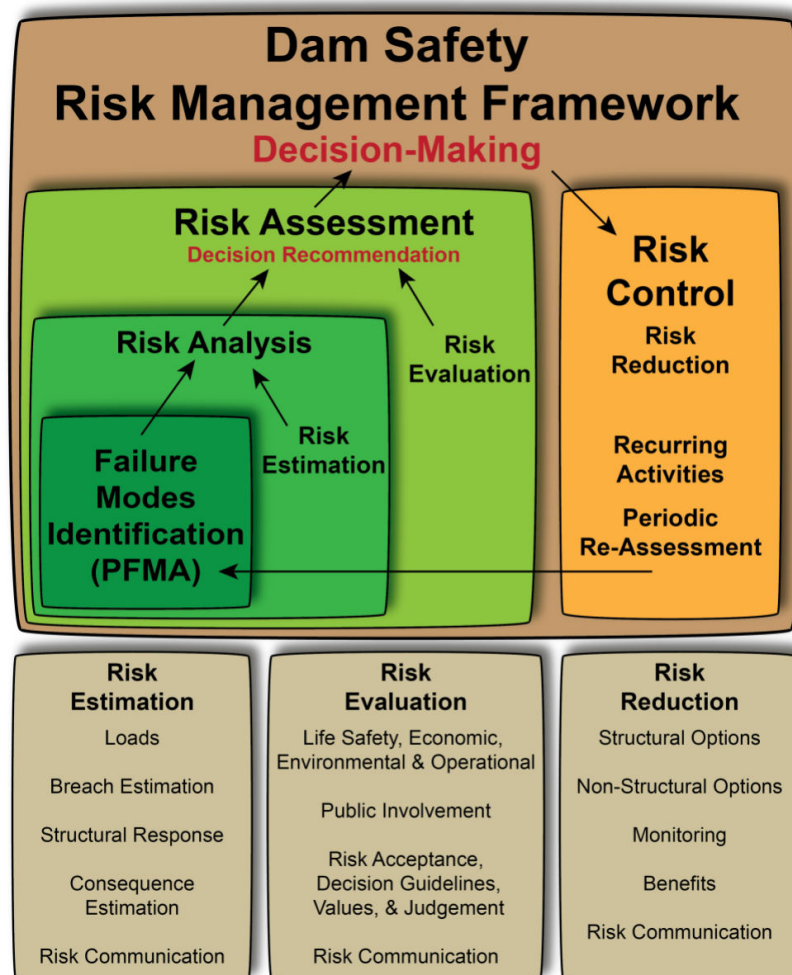 Dam Safety
Risk Management Framework
Decision-Making
Risk Assessment
Decision Recommendation
Risk Analysis
Risk
Evaluation
Risk
Estimation
Failure
Modes
Identification
(PFMA)
Risk
Control
Risk
Reduction
Recurring
Activities
Periodic
Re-Assessment
Risk
Estimation
Loads
Breach Estimation
Structural Response
Consequence
Estimation
Risk Communication
Risk
Evaluation
Life Safety, Economic,
Environmental & Operational
Public Involvement
Risk Acceptance,
Decision Guidelines,
Values, & Judgement
Risk Communication
Risk
Reduction
Structural Options
Non-Structural Options
Monitoring
Benefits
Risk Communication